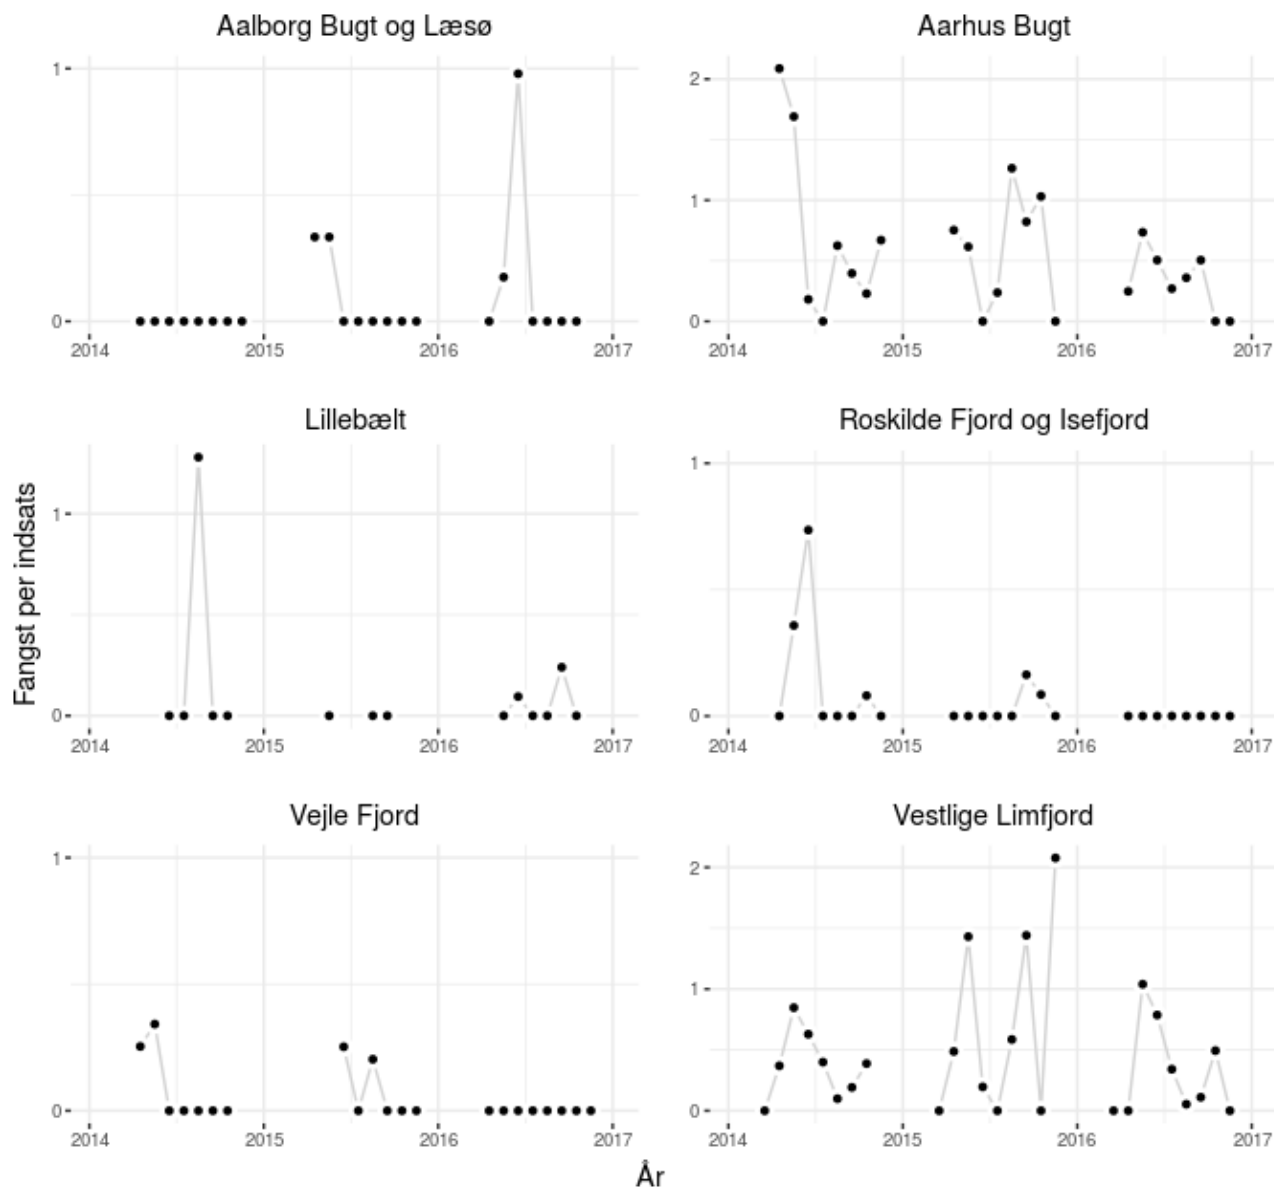 Aalborg Bugt og Læsø
Aarhus Bugt
1
0
2014 2015 2016 2017
2
1
0
2014 2015 2016 2017
Lillebælt
Roskilde Fjord og Isefjord
Fangst per indsats
1
0
2014 2015 2016 2017
1
0
2014 2015 2016 2017
Vejle Fjord
Vestlige Limfjord
1
0
2014 2015 2016 2017
2
1
0
2014 2015 2016 2017
År